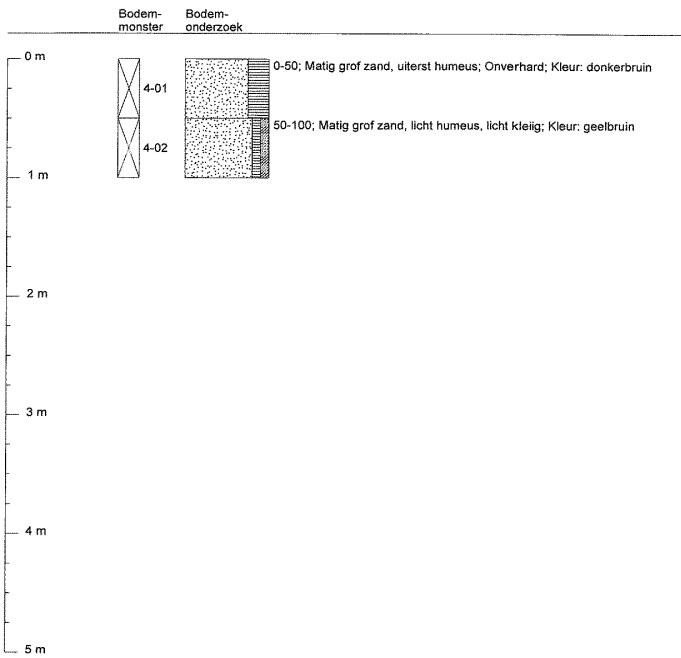 Bodem-monster Bodem-onderzoek
0 m
4-01 0-50; Matig grof zand, uiterst humeus; Onverhard; Kleur: donkerbruin
4-02 50-100; Matig grof zand, licht humeus, licht kleiig; Kleur: geelbruin
1 m
2 m
3 m
4 m
5 m